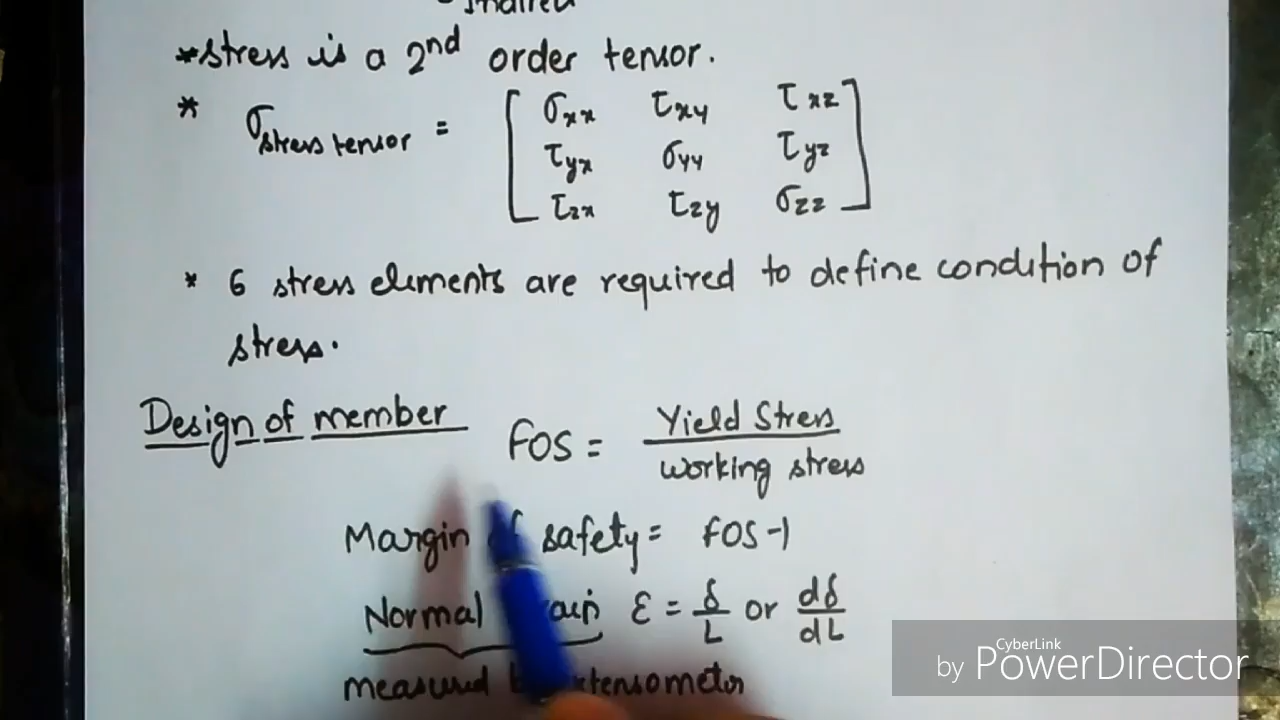 *stress is a 2nd order tensor.
* σstress tensor = [ σxx τxy τxz
τyx σyy τyz
τzx τzy σzz ]
* 6 stress elements are required to define condition of
stress.
Design of member FOS = Yield Stress / working stress
Margin of safety = FOS -1
Normal ε = δ/L or dδ/dL
measured extensometer
by CyberLink PowerDirector